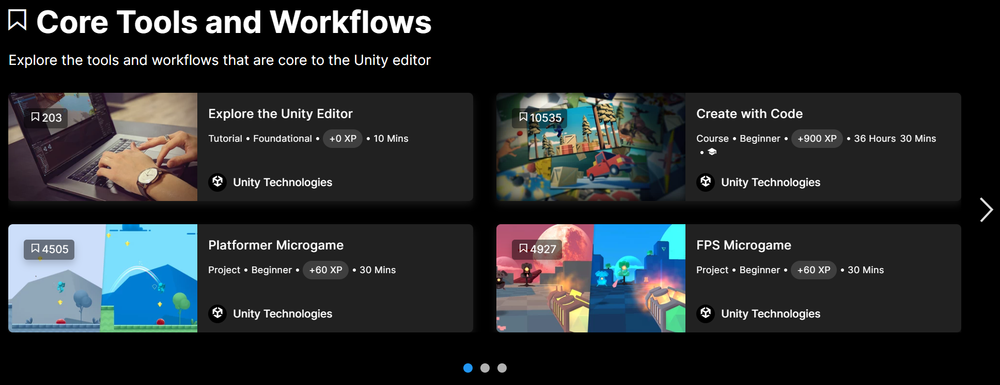 Core Tools and Workflows
Explore the tools and workflows that are core to the Unity editor
203
Explore the Unity Editor
Tutorial • Foundational • +0 XP • 10 Mins
Unity Technologies
10535
Create with Code
Course • Beginner • +900 XP • 36 Hours 30 Mins
•
Unity Technologies
4505
Platformer Microgame
Project • Beginner • +60 XP • 30 Mins
Unity Technologies
4927
FPS Microgame
Project • Beginner • +60 XP • 30 Mins
Unity Technologies